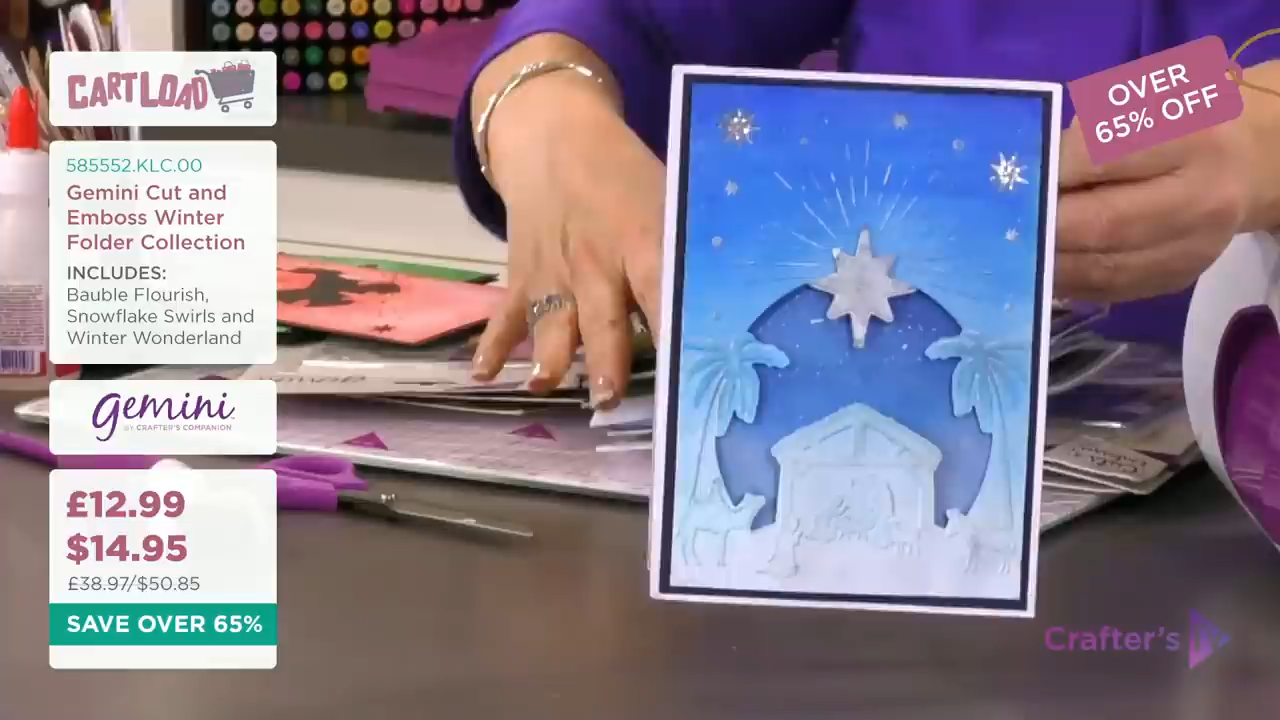 CARTLOAD
585552.KLC.00
Gemini Cut and
Emboss Winter
Folder Collection
INCLUDES:
Bauble Flourish,
Snowflake Swirls and
Winter Wonderland
gemini
BY CRAFTER'S COMPANION
£12.99
$14.95
£38.97/$50.85
SAVE OVER 65%
OVER
65% OFF
Crafter's